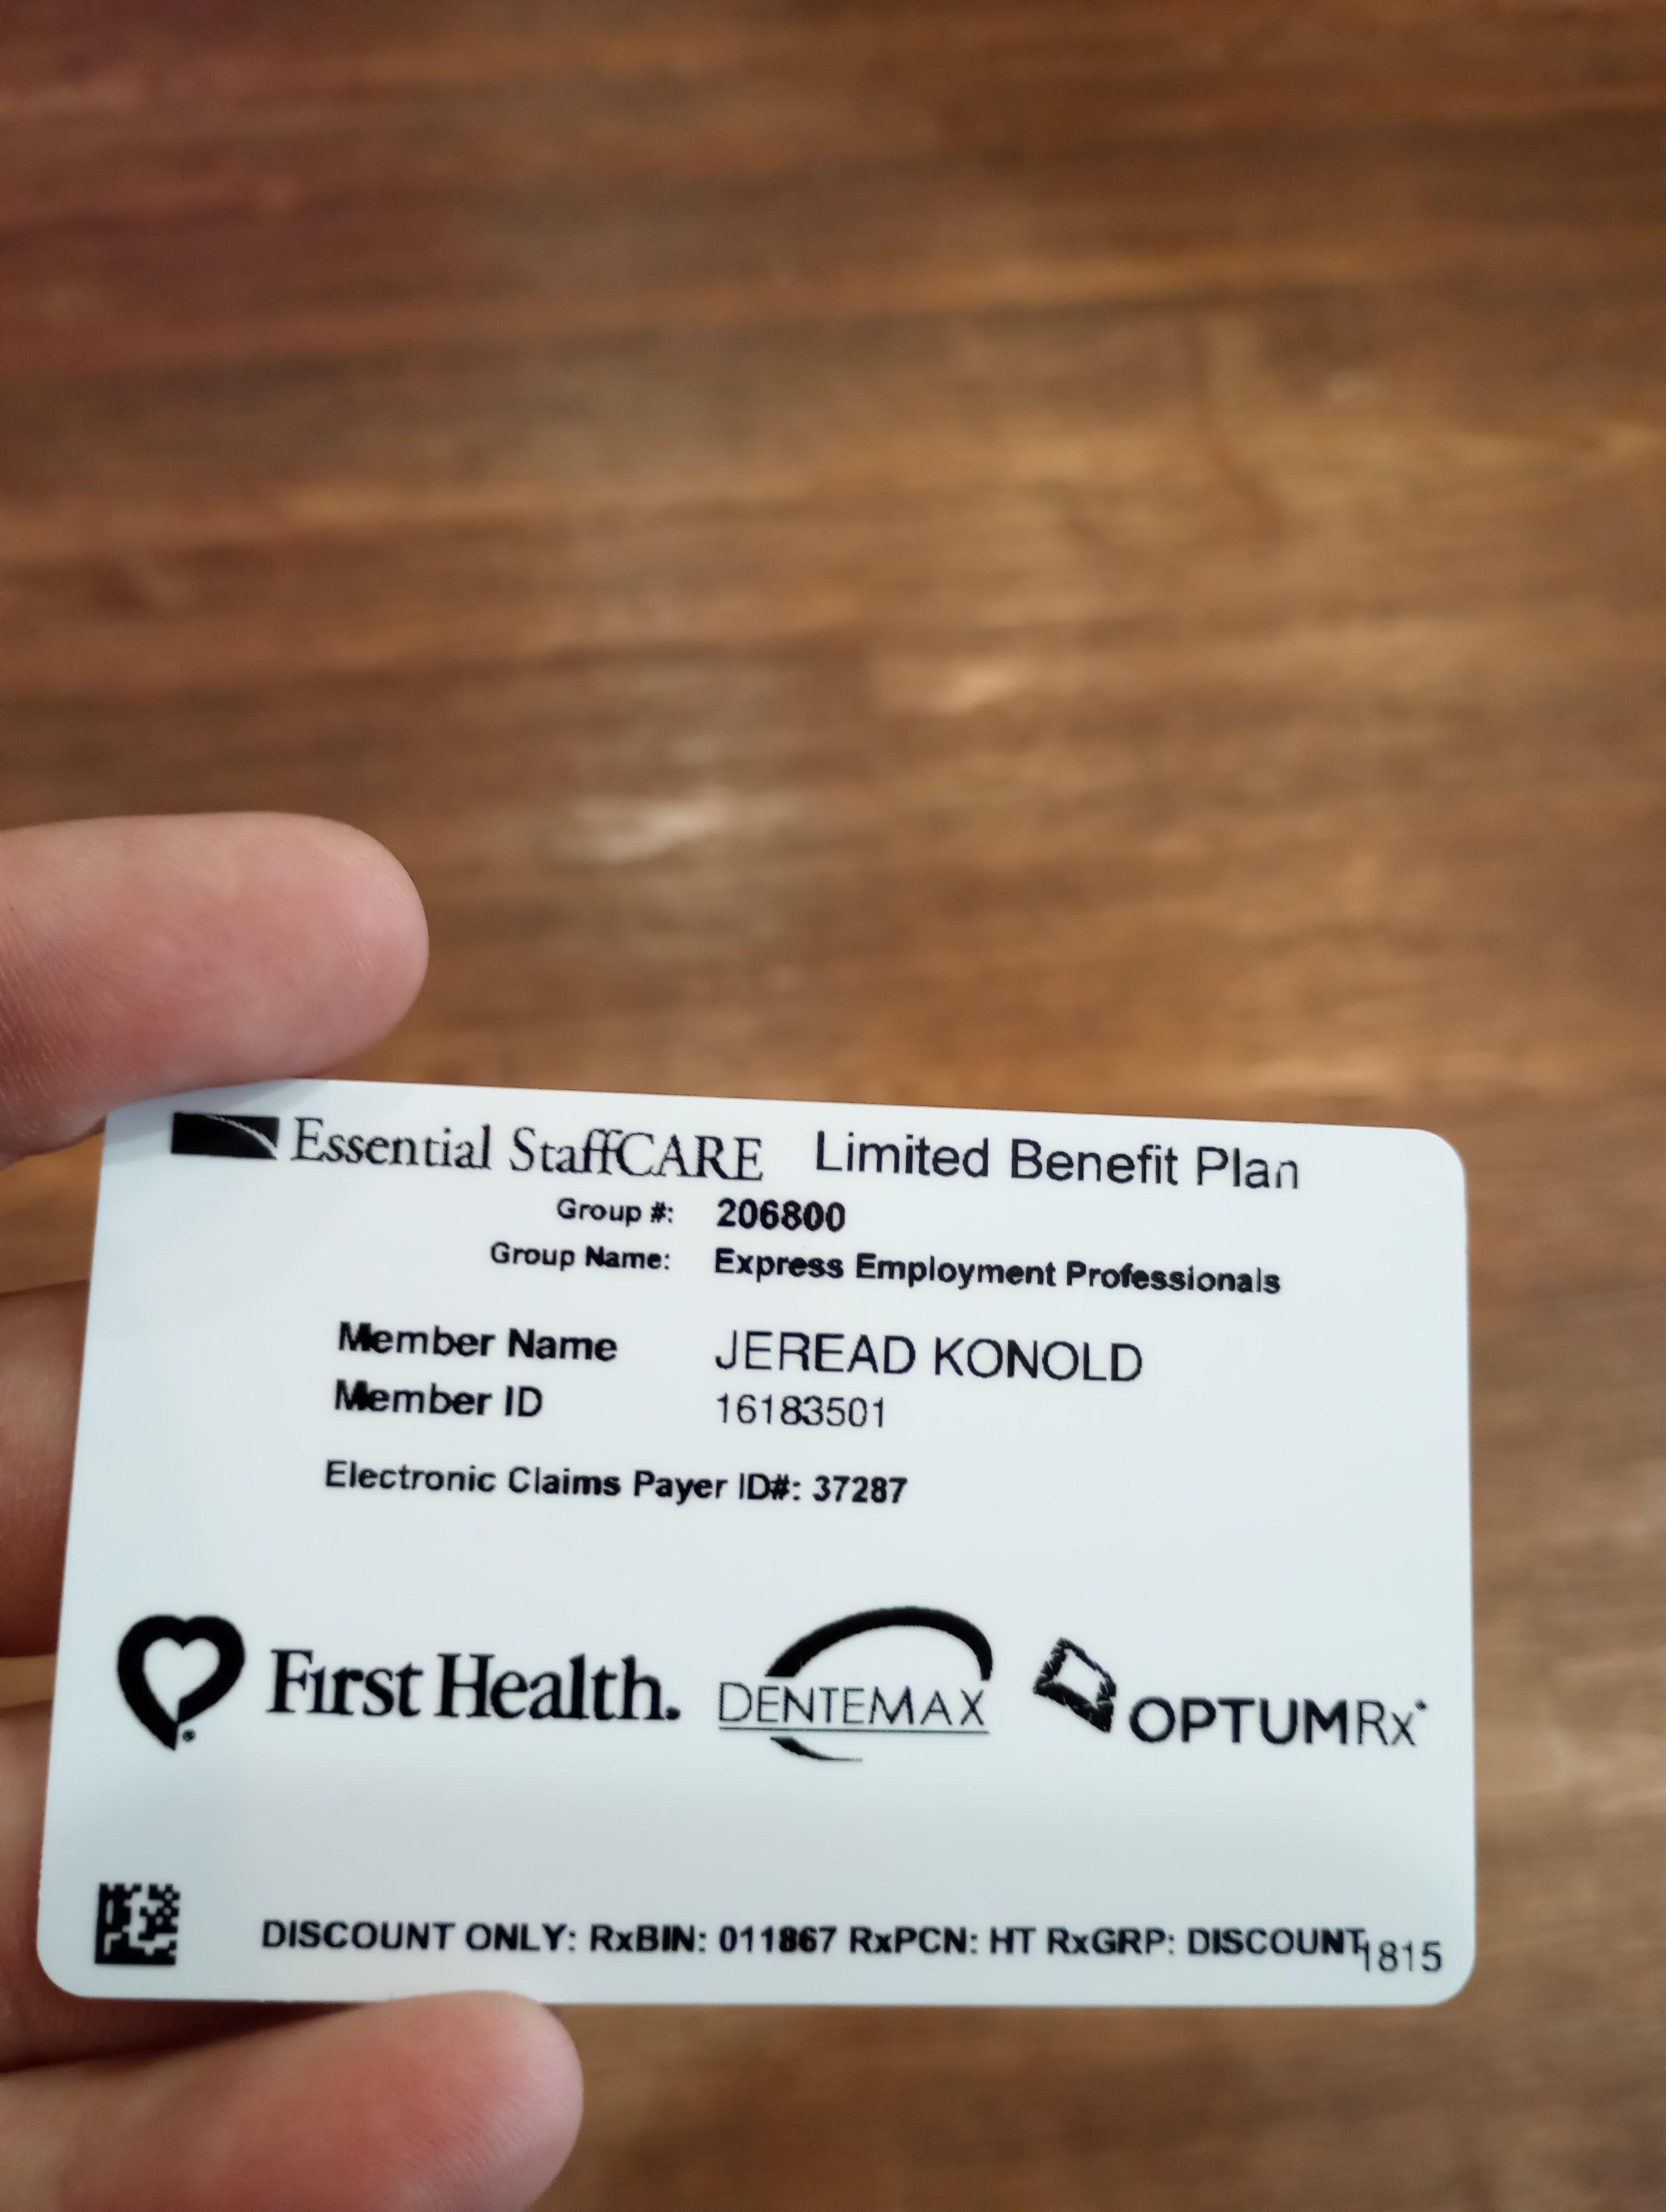 Essential StaffCARE Limited Benefit Plan
Group #: 206800
Group Name: Express Employment Professionals
Member Name JEREAD KONOLD
Member ID 16183501
Electronic Claims Payer ID#: 37287
First Health.
DENTEMAX
OPTUMRx
DISCOUNT ONLY: RxBIN: 011867 RxPCN: HT RxGRP: DISCOUNT
1815